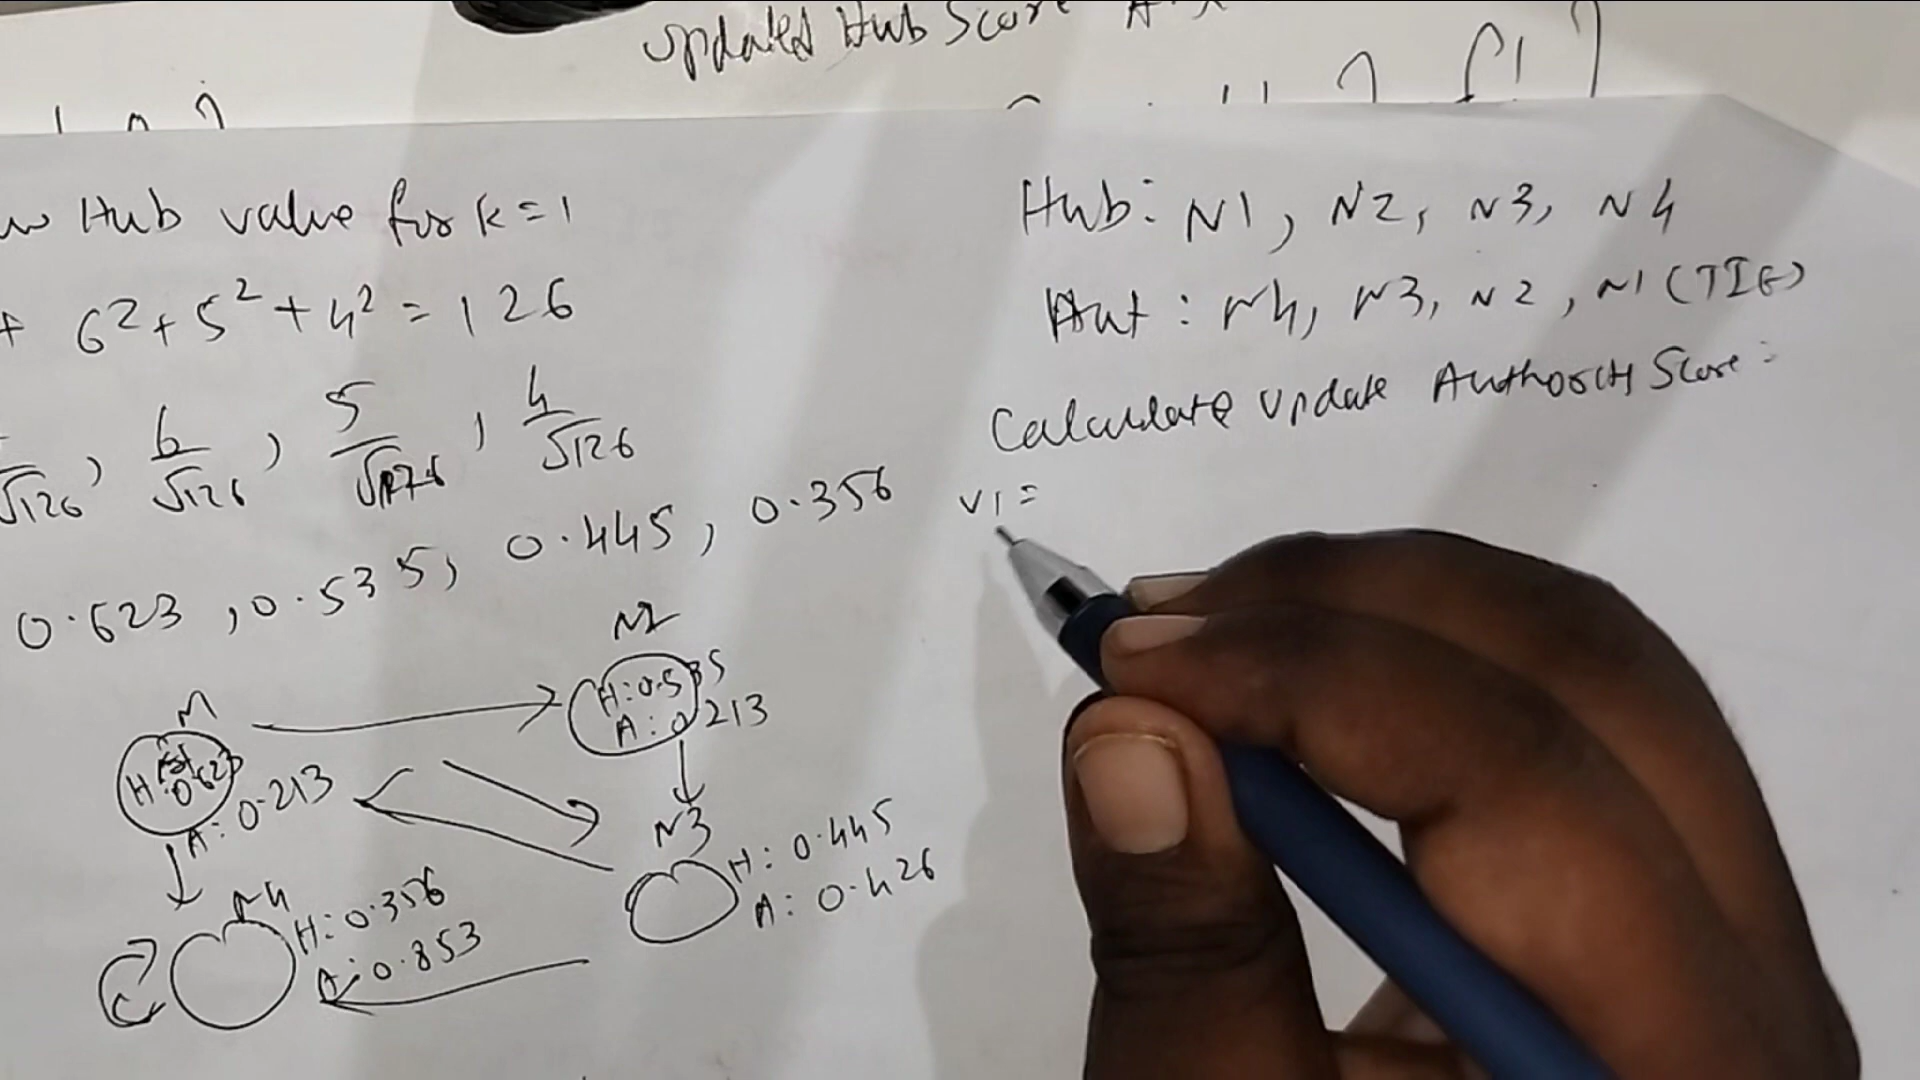 updated Hub Score
Hub value for k=1
+ 6²+5²+4²=126
√126, 6/√126, 5/√126, 4/√126
0.623, 0.535, 0.445, 0.356
Hub: N1, N2, N3, N4
Aut: N4, N3, N2, N1 (TIE)
Calculate update Authority Score:
V1=
N2
H:0.535
A:0.213
H:0.623
A:0.213
N3
H:0.445
A:0.426
N4
H:0.356
A:0.853